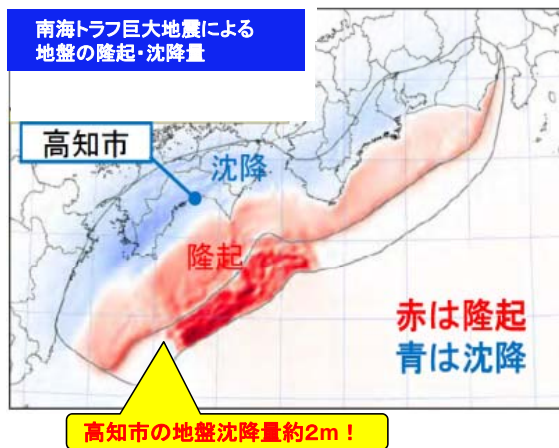 南海トラフ巨大地震による
地盤の隆起・沈降量
高知市
沈降
隆起
赤は隆起
青は沈降
高知市の地盤沈降量約2m！